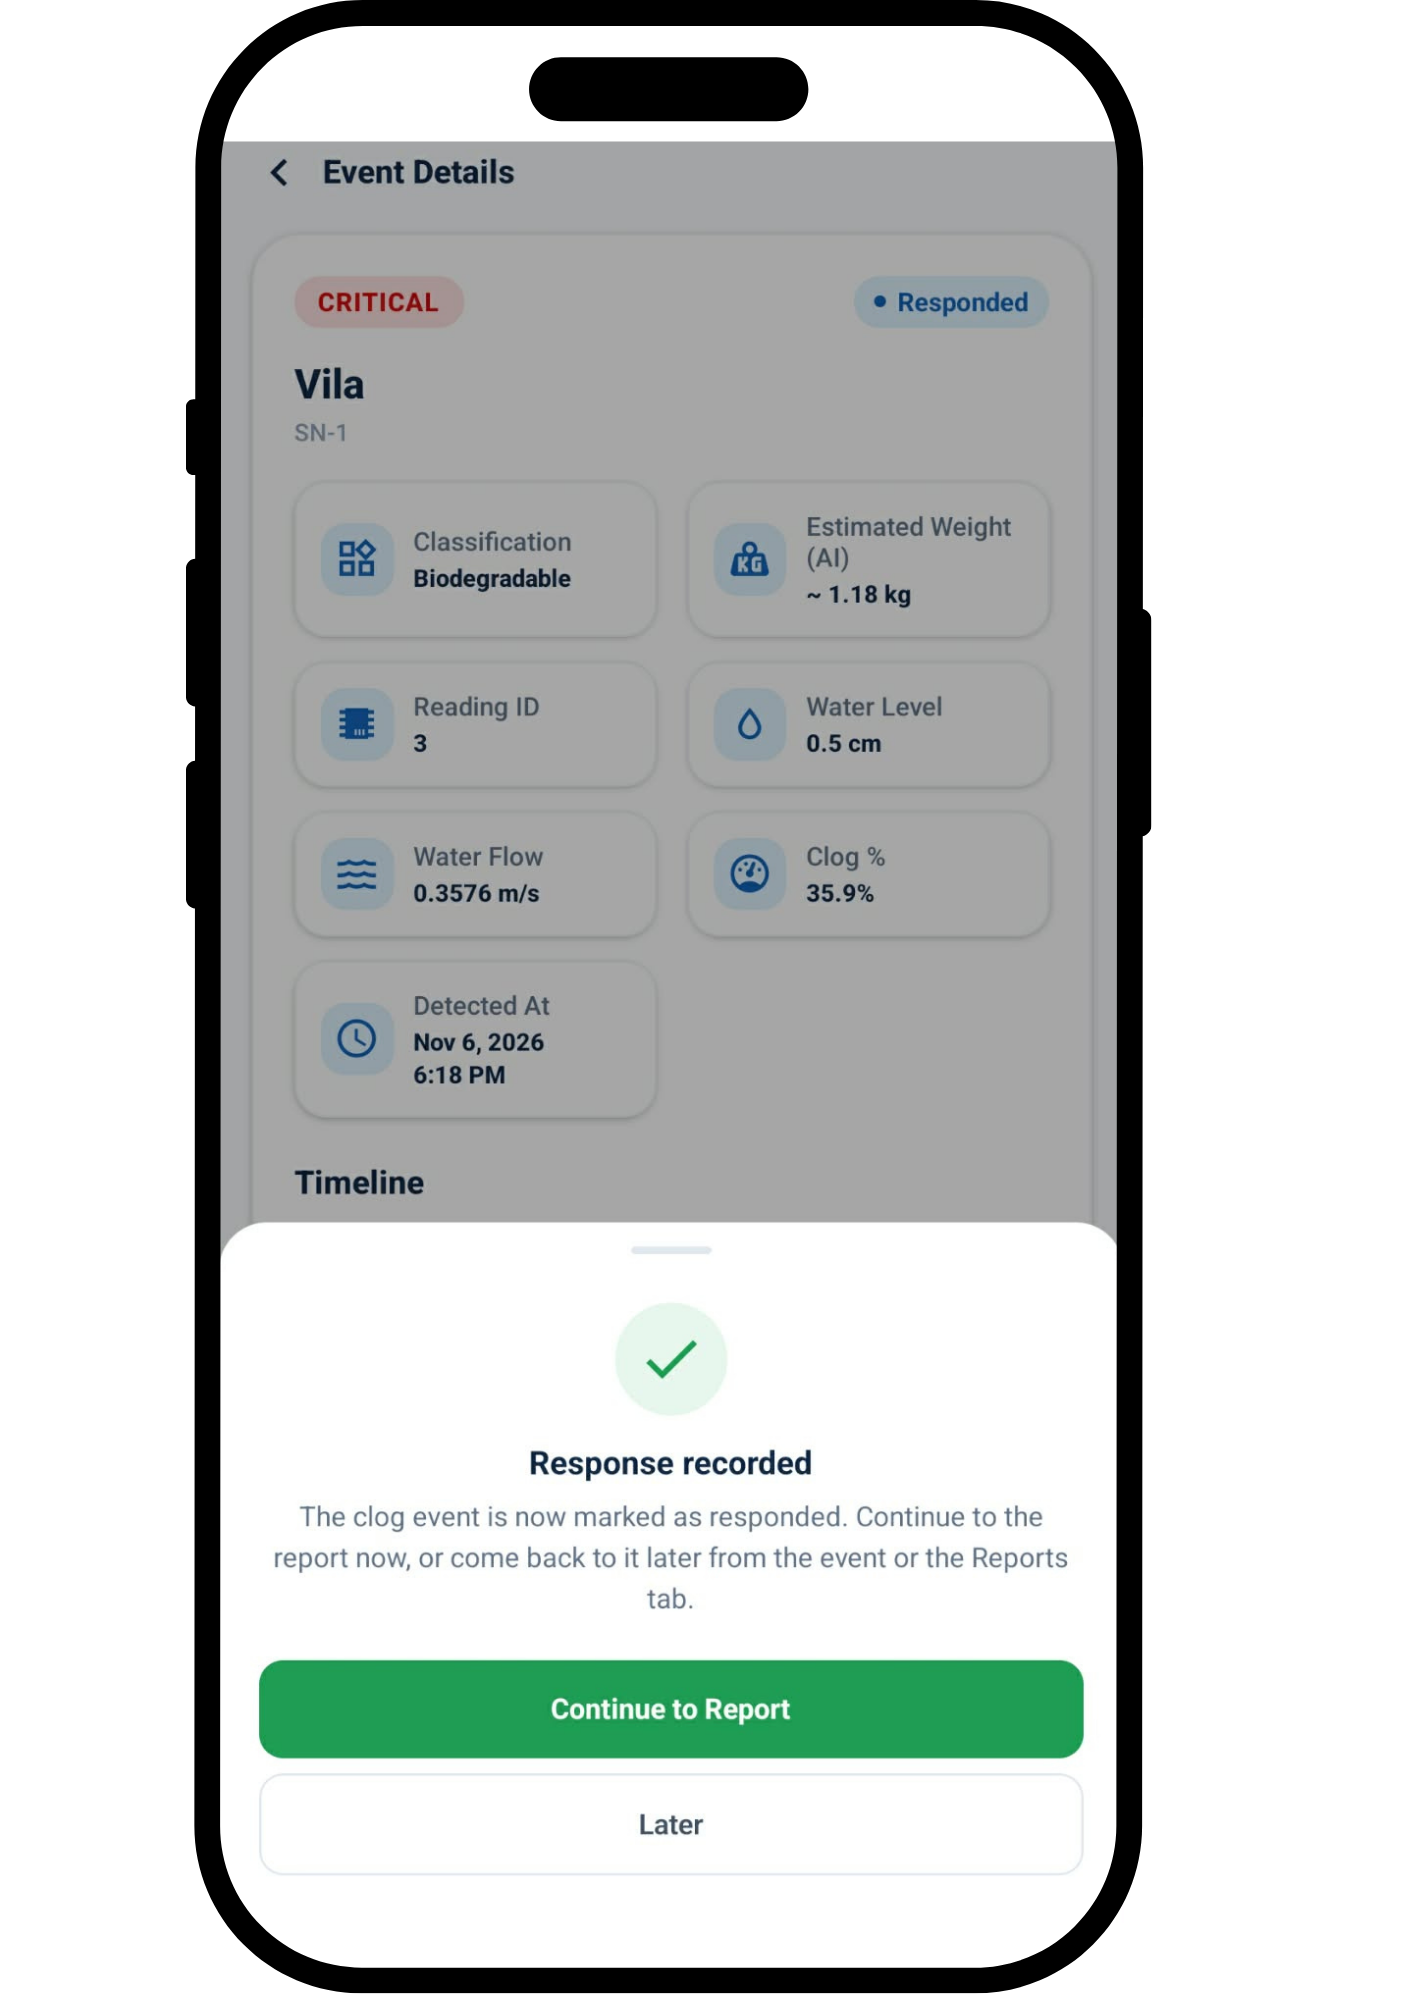 Event Details
CRITICAL
Responded
Vila
SN-1
Classification
Biodegradable
Estimated Weight
(AI)
~ 1.18 kg
KG
Reading ID
3
Water Level
0.5 cm
Water Flow
0.3576 m/s
Clog %
35.9%
Detected At
Nov 6, 2026
6:18 PM
Timeline
Response recorded
The clog event is now marked as responded. Continue to the
report now, or come back to it later from the event or the Reports
tab.
Continue to Report
Later